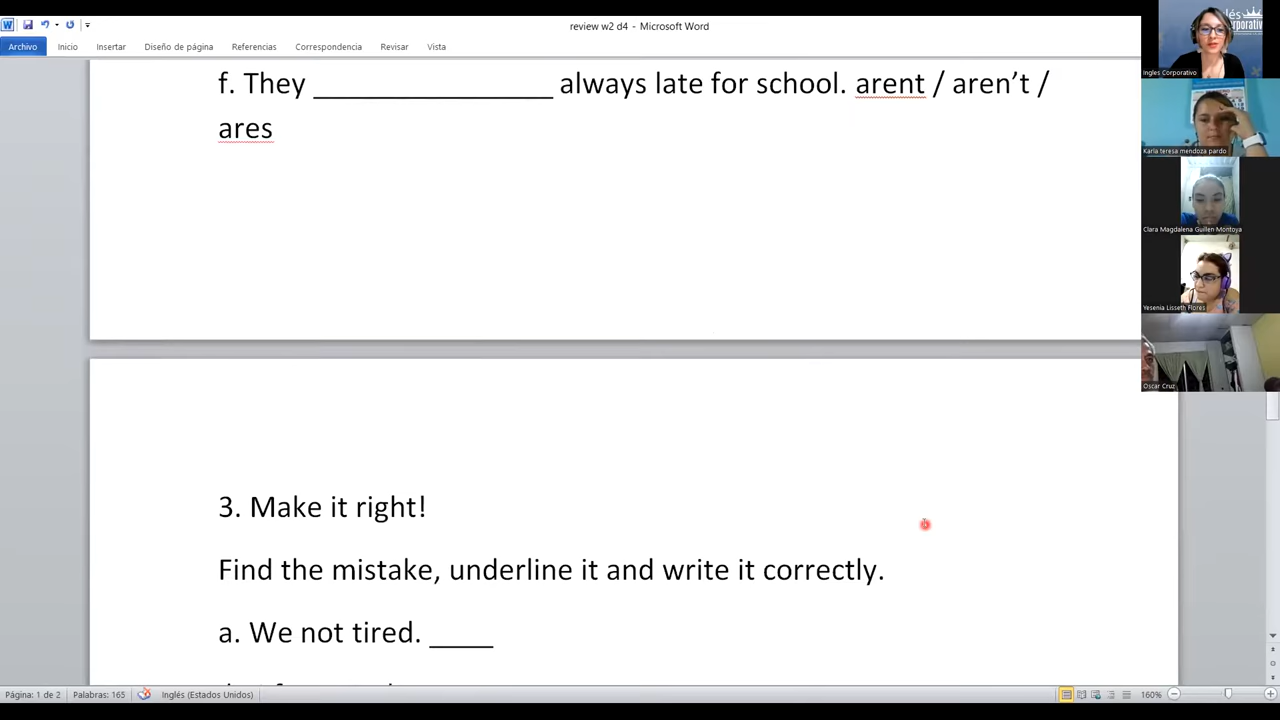 review w2 d4 - Microsoft Word
Archivo Inicio Insertar Diseño de página Referencias Correspondencia Revisar Vista
f. They _________________ always late for school. arent / aren't /
ares
3. Make it right!
Find the mistake, underline it and write it correctly.
a. We not tired. _____
Página: 1 de 2 Palabras: 165 Inglés (Estados Unidos) 160%
Ingles Corporativo
Karla teresa mendoza pardo
Clara Magdalena Guillen Montoya
Yesenia Lisseth Flores
Oscar Cruz